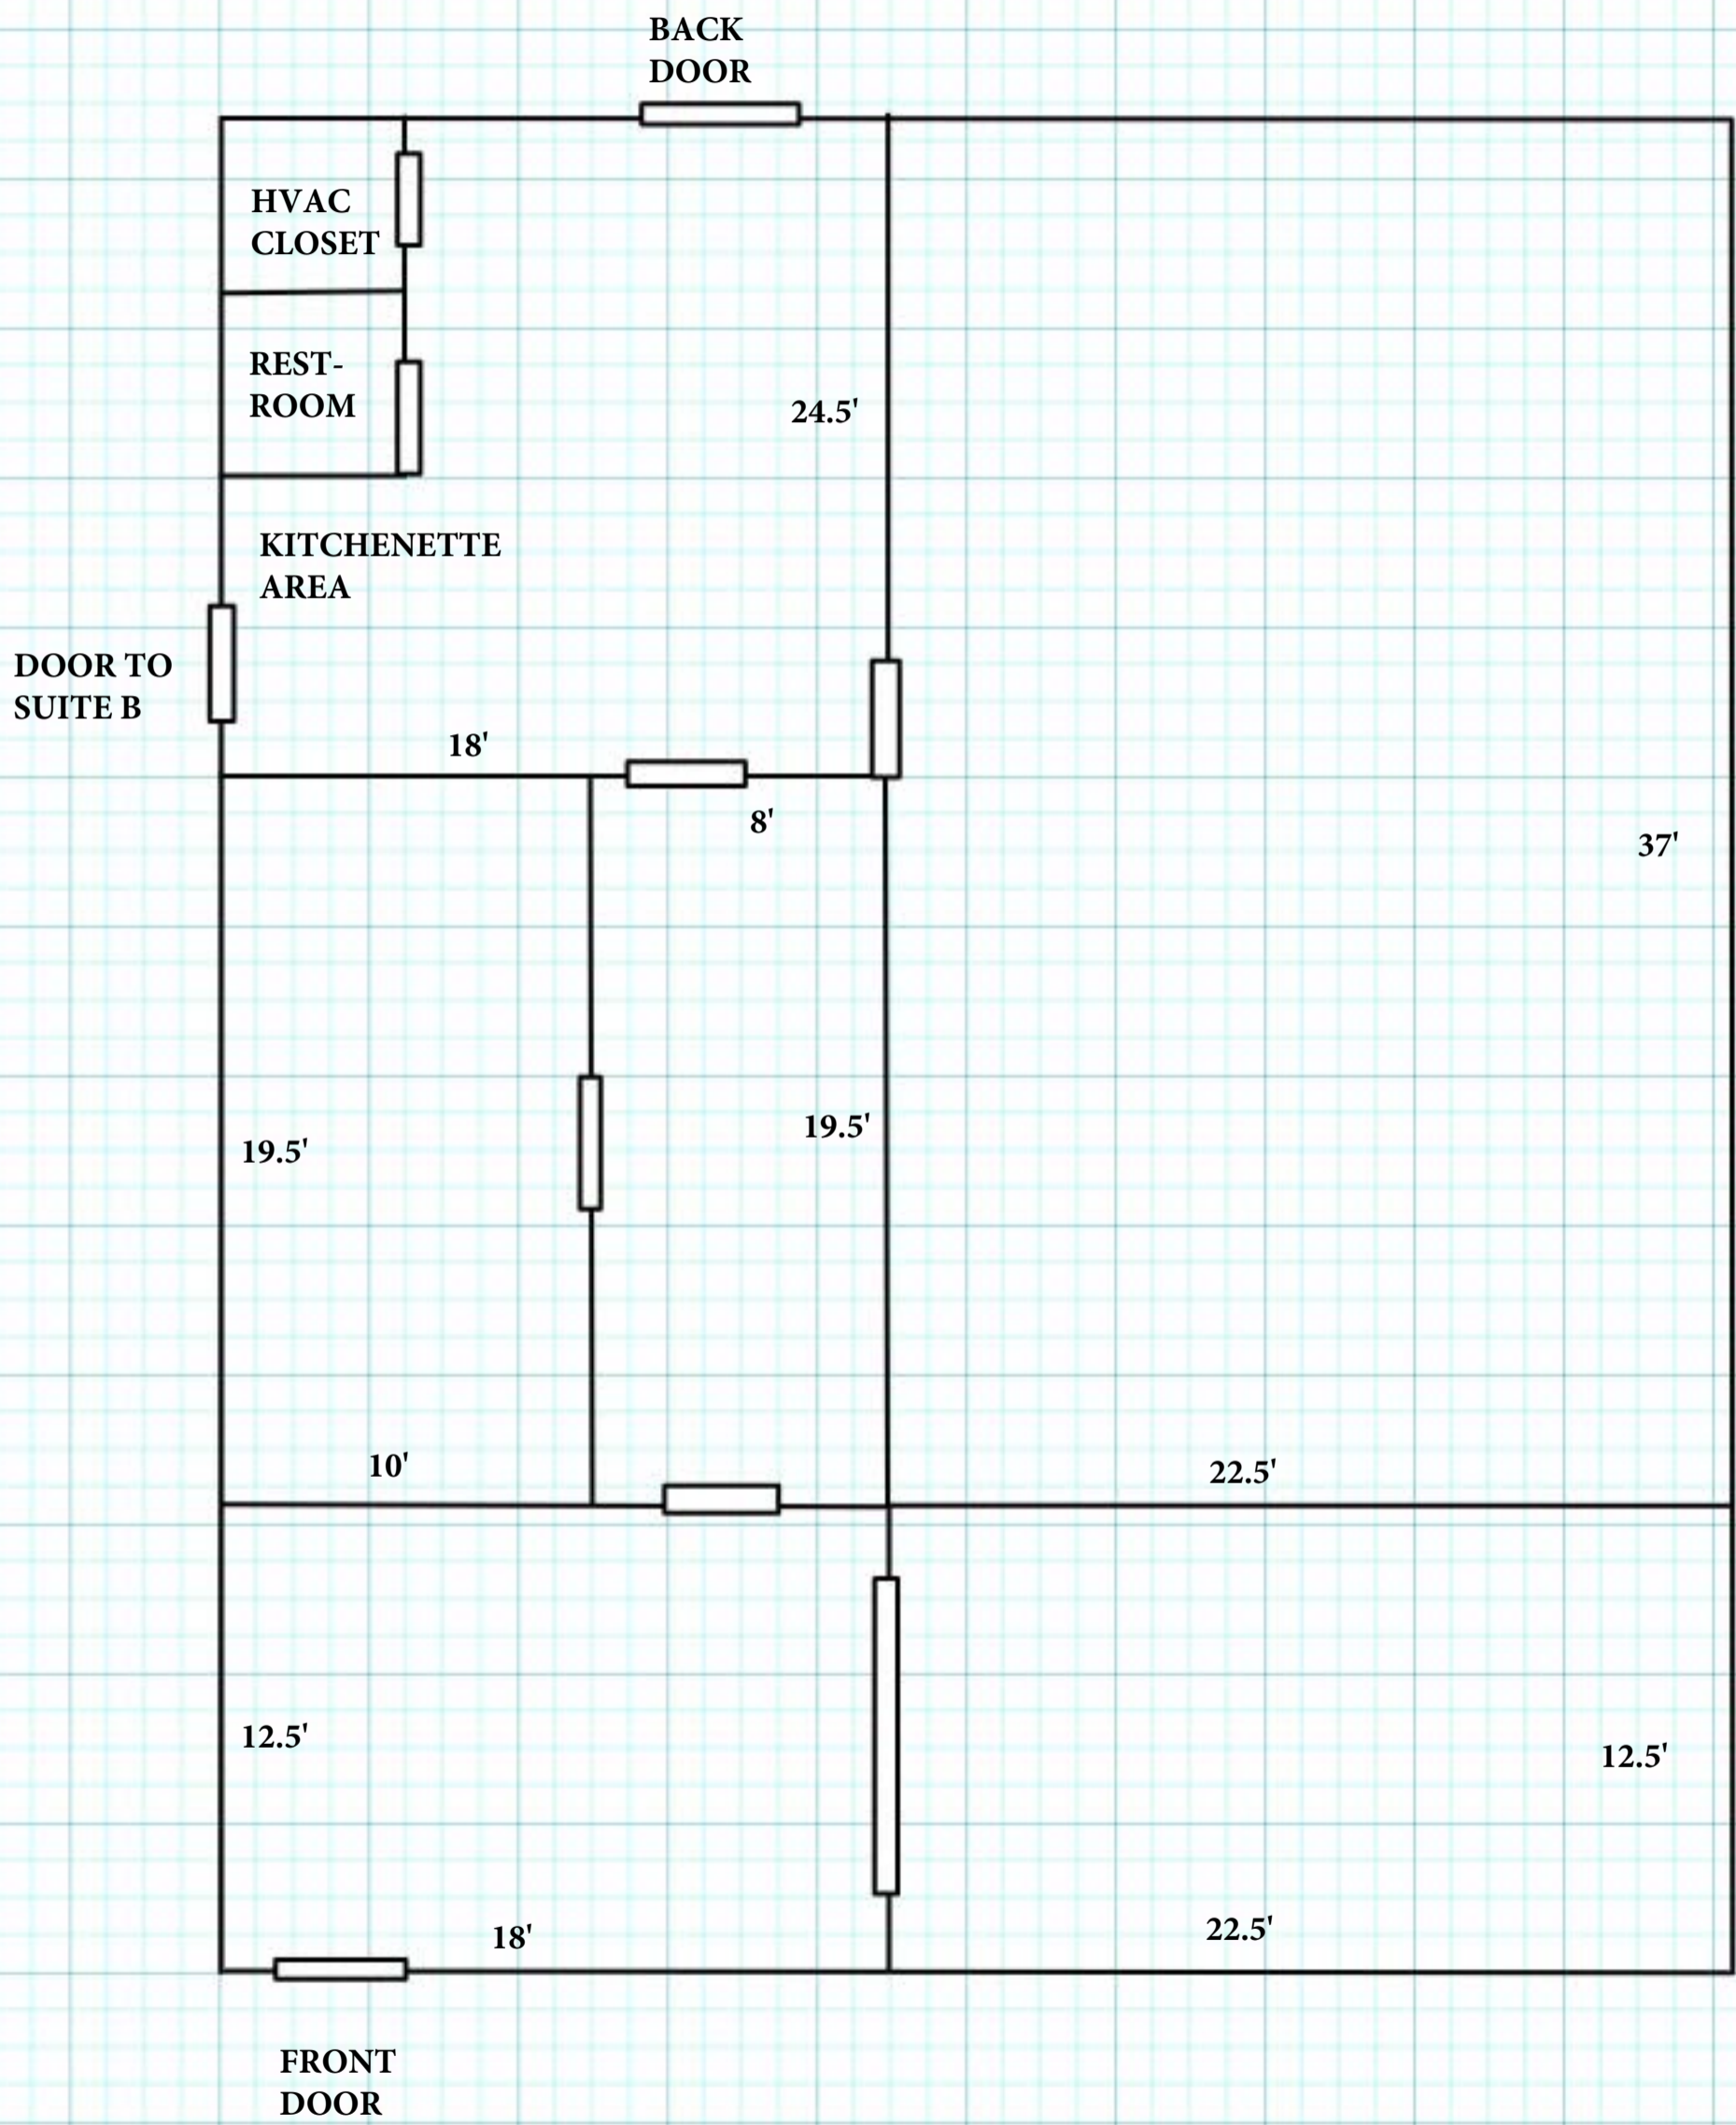 BACK
DOOR
HVAC
CLOSET
REST-
ROOM
24.5'
KITCHENETTE
AREA
DOOR TO
SUITE B
18'
8'
37'
19.5'
19.5'
10'
22.5'
12.5'
12.5'
18'
22.5'
FRONT
DOOR